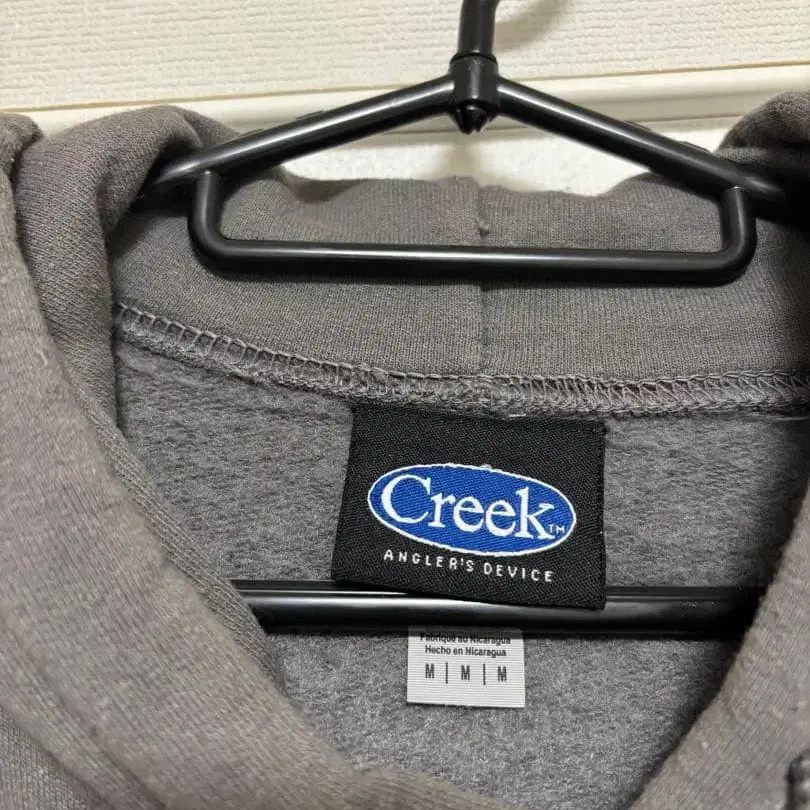 Creek™
ANGLER'S DEVICE
Fabriqué au Nicaragua
Hecho en Nicaragua
M | M | M